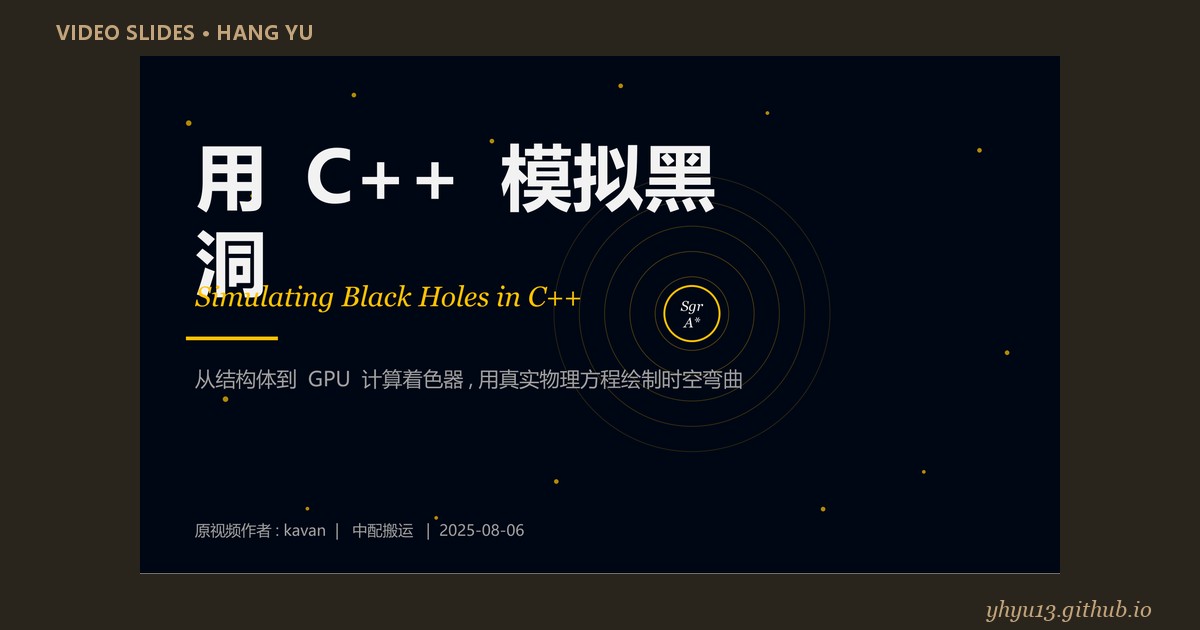 VIDEO SLIDES • HANG YU
用 C++ 模拟黑
洞
Simulating Black Holes in C++
Sgr
A*
从结构体到 GPU 计算着色器 , 用真实物理方程绘制时空弯曲
原视频作者 : kavan | 中配搬运 | 2025-08-06
yhyu13.github.io